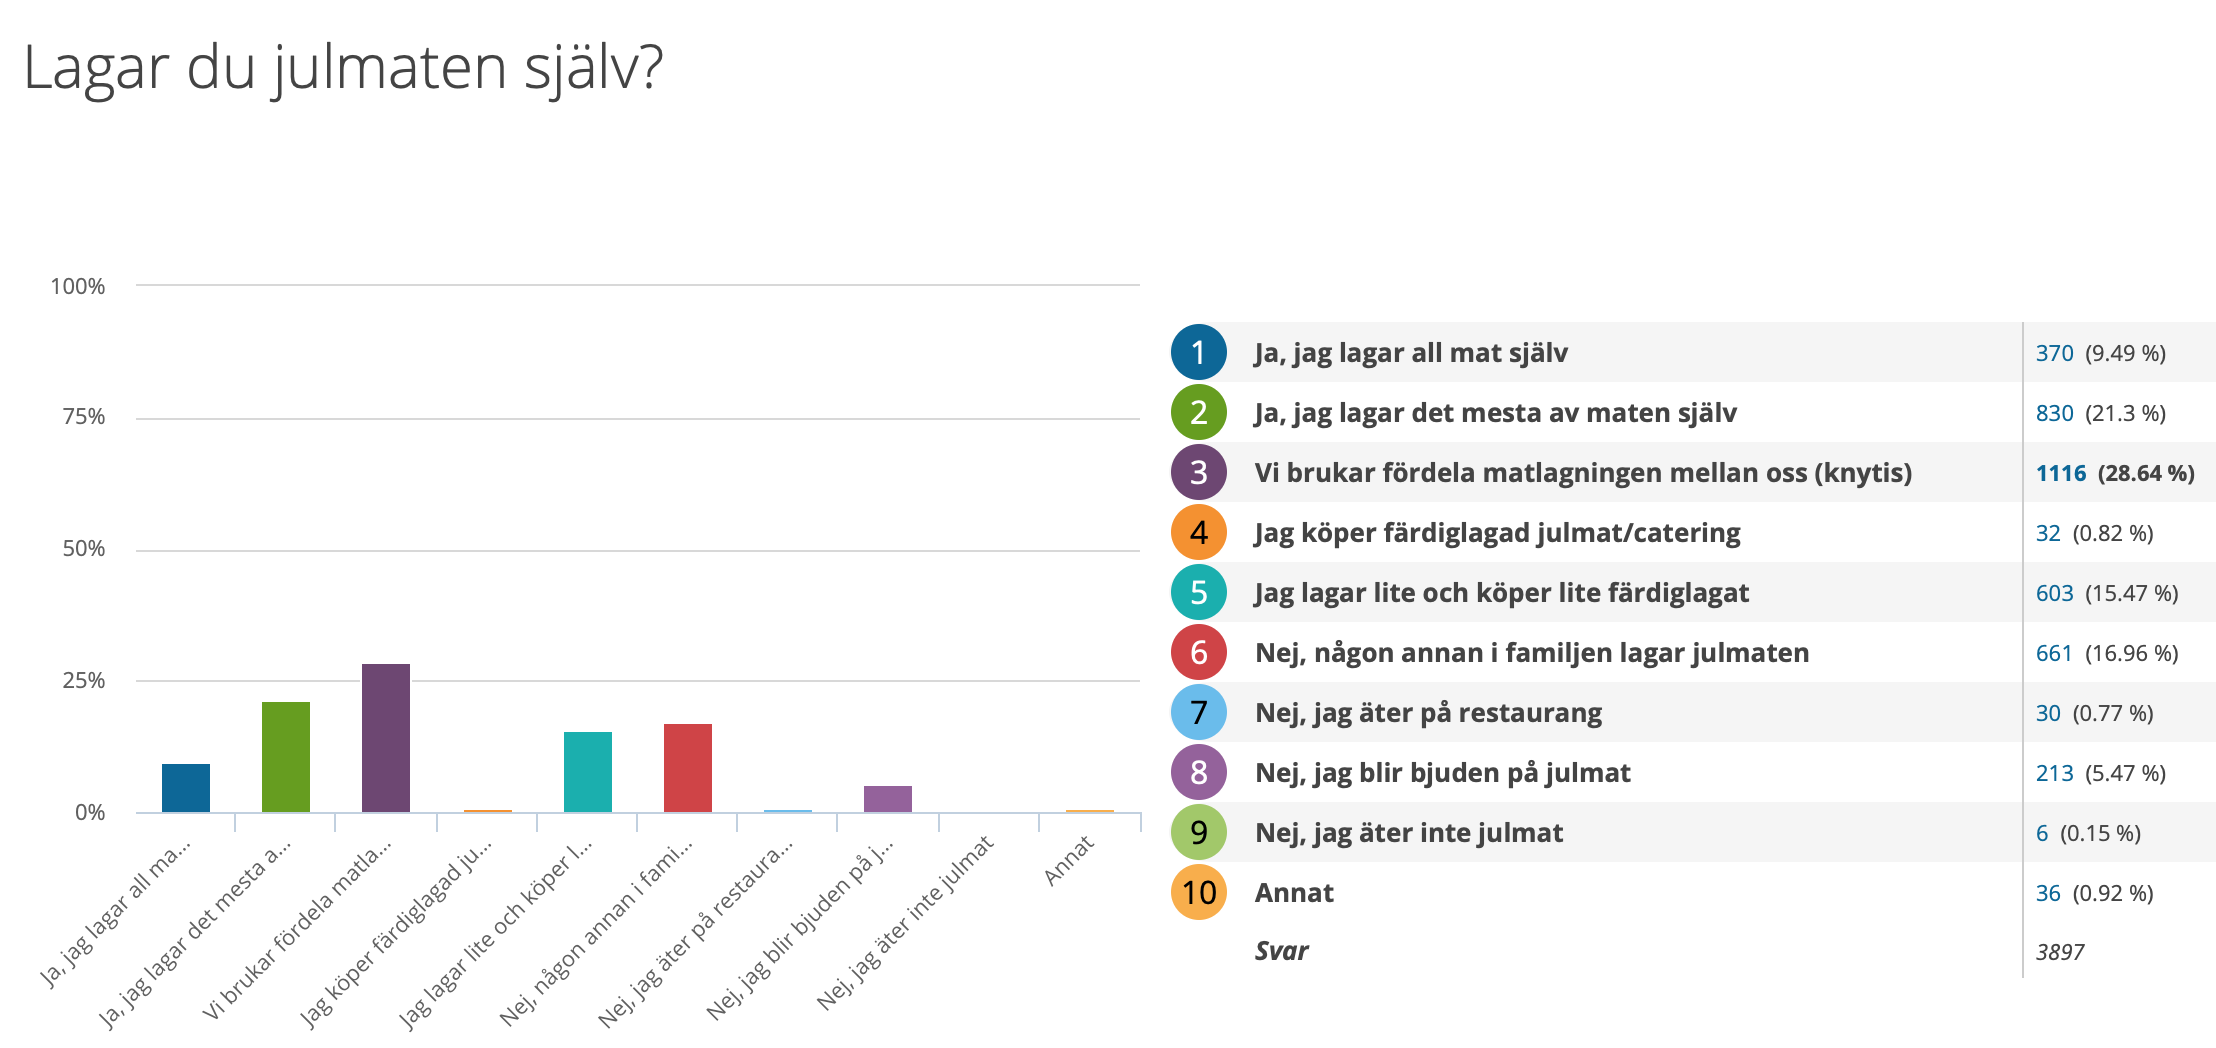 Lagar du julmaten själv?
100%
75%
50%
25%
0%
Ja, jag lagar all ma...
Ja, jag lagar det mesta a...
Vi brukar fördela matla...
Jag köper färdiglagad ju...
Jag lagar lite och köper l...
Nej, någon annan i fami...
Nej, jag äter på restaura...
Nej, jag blir bjuden på j...
Nej, jag äter inte julmat
Annat
1 Ja, jag lagar all mat själv 370 (9.49 %)
2 Ja, jag lagar det mesta av maten själv 830 (21.3 %)
3 Vi brukar fördela matlagningen mellan oss (knytis) 1116 (28.64 %)
4 Jag köper färdiglagad julmat/catering 32 (0.82 %)
5 Jag lagar lite och köper lite färdiglagat 603 (15.47 %)
6 Nej, någon annan i familjen lagar julmaten 661 (16.96 %)
7 Nej, jag äter på restaurang 30 (0.77 %)
8 Nej, jag blir bjuden på julmat 213 (5.47 %)
9 Nej, jag äter inte julmat 6 (0.15 %)
10 Annat 36 (0.92 %)
Svar 3897